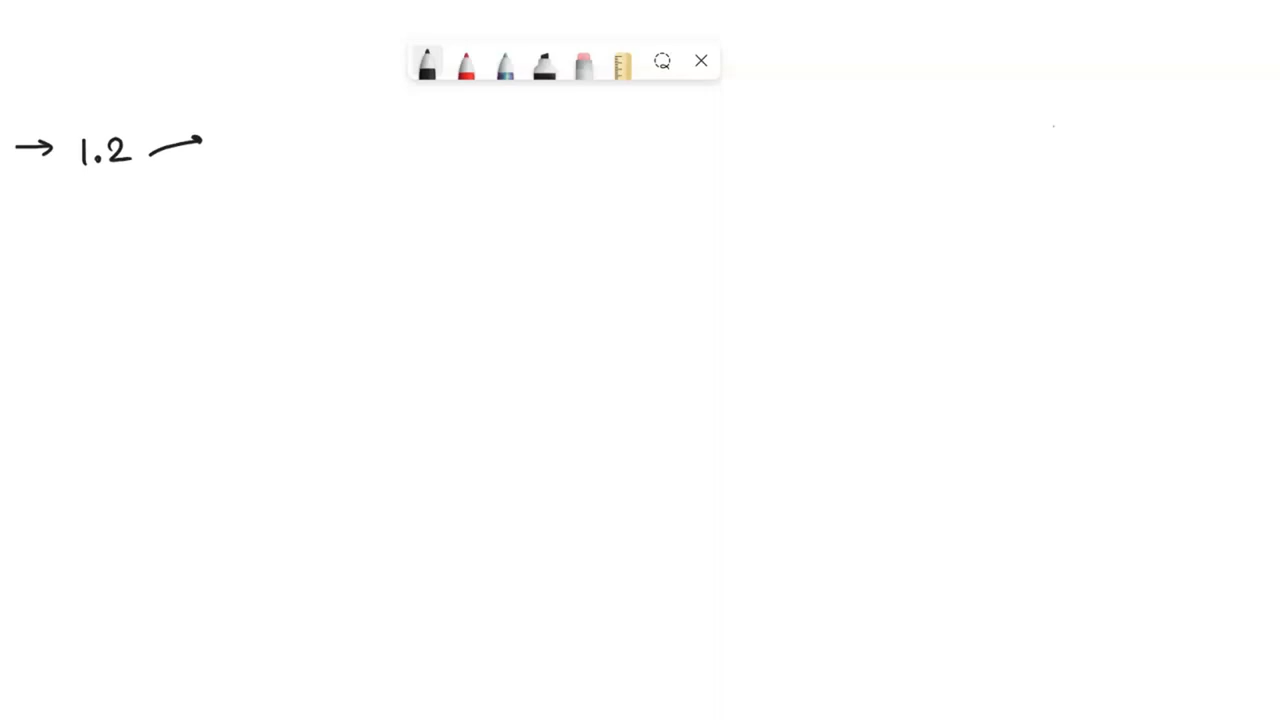 → 1.2 →